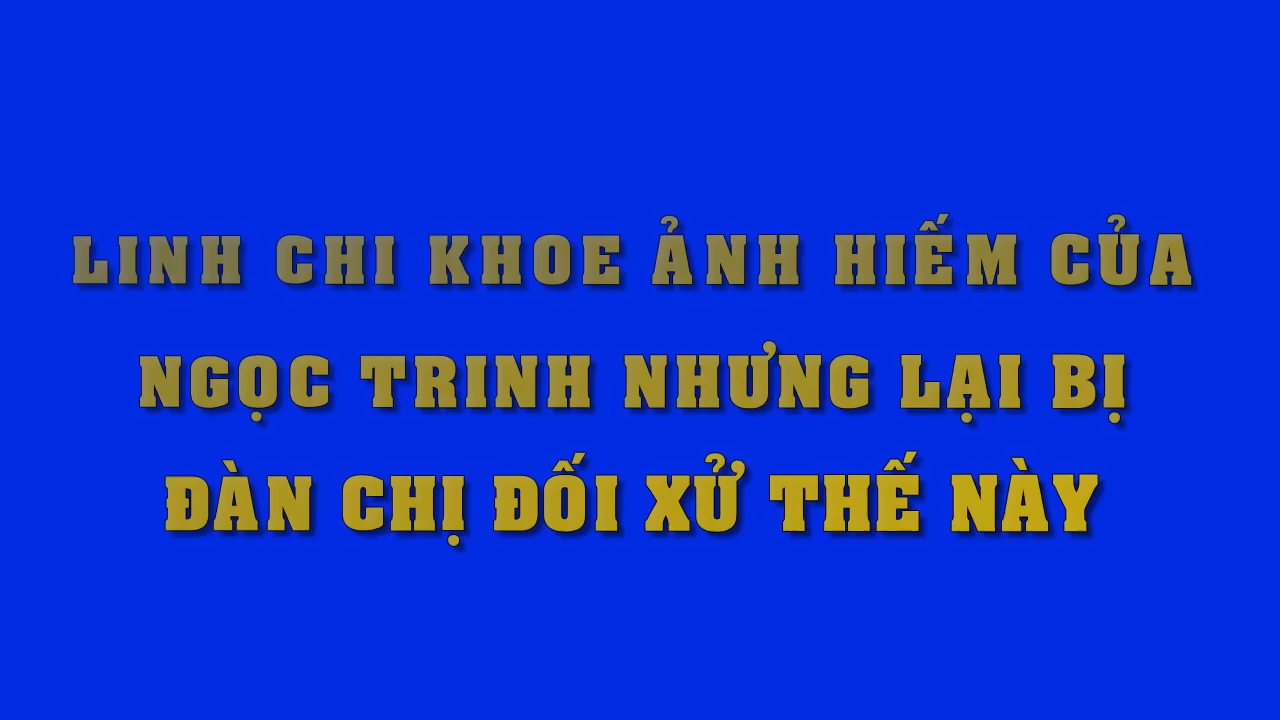 LINH CHI KHOE ẢNH HIẾM CỦA
NGỌC TRINH NHƯNG LẠI BỊ
ĐÀN CHỊ ĐỐI XỬ THẾ NÀY